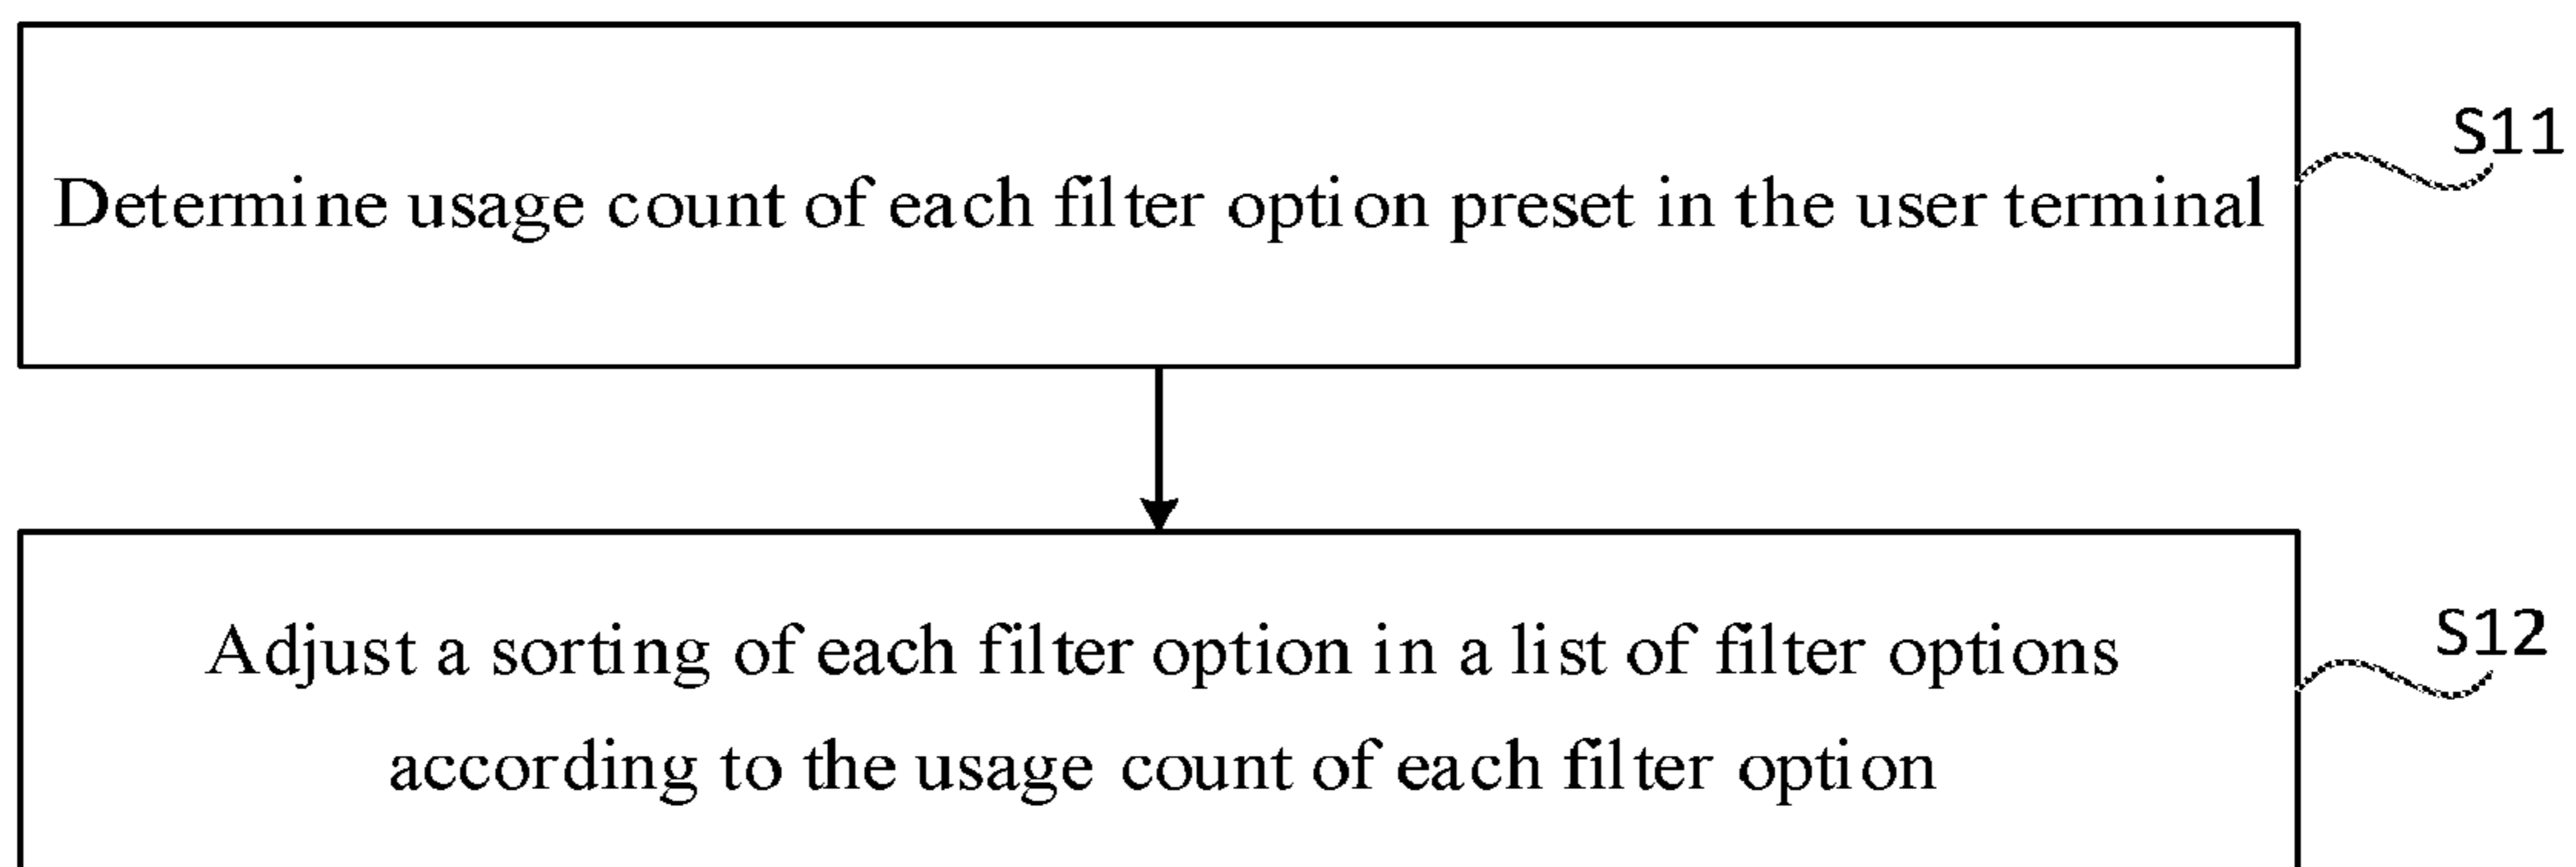 Determine usage count of each filter option preset in the user terminal
S11
Adjust a sorting of each filter option in a list of filter options
according to the usage count of each filter option
S12